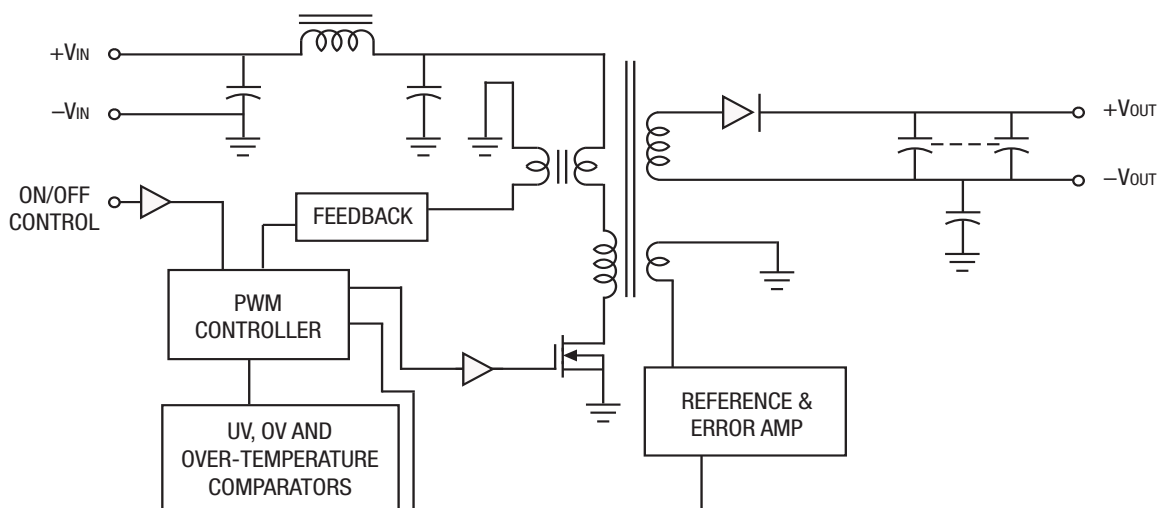 +VIN
–VIN
ON/OFF
CONTROL
FEEDBACK
PWM
CONTROLLER
UV, OV AND
OVER-TEMPERATURE
COMPARATORS
REFERENCE &
ERROR AMP
+VOUT
–VOUT